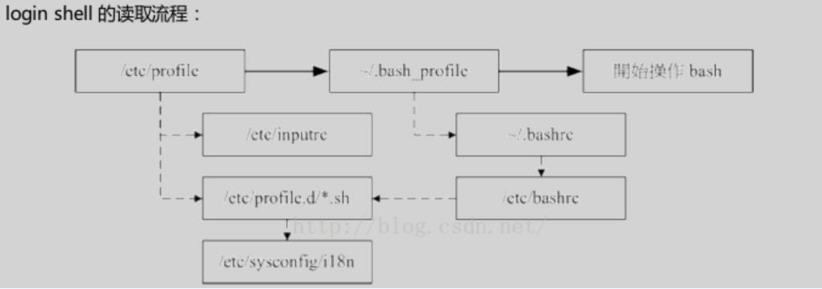 login shell 的读取流程：
/etc/profile
~/.bash_profile
開始操作 bash
/etc/inputrc
~/.bashrc
/etc/profile.d/*.sh
/etc/bashrc
http://blog.csdn.net/
/etc/sysconfig/i18n